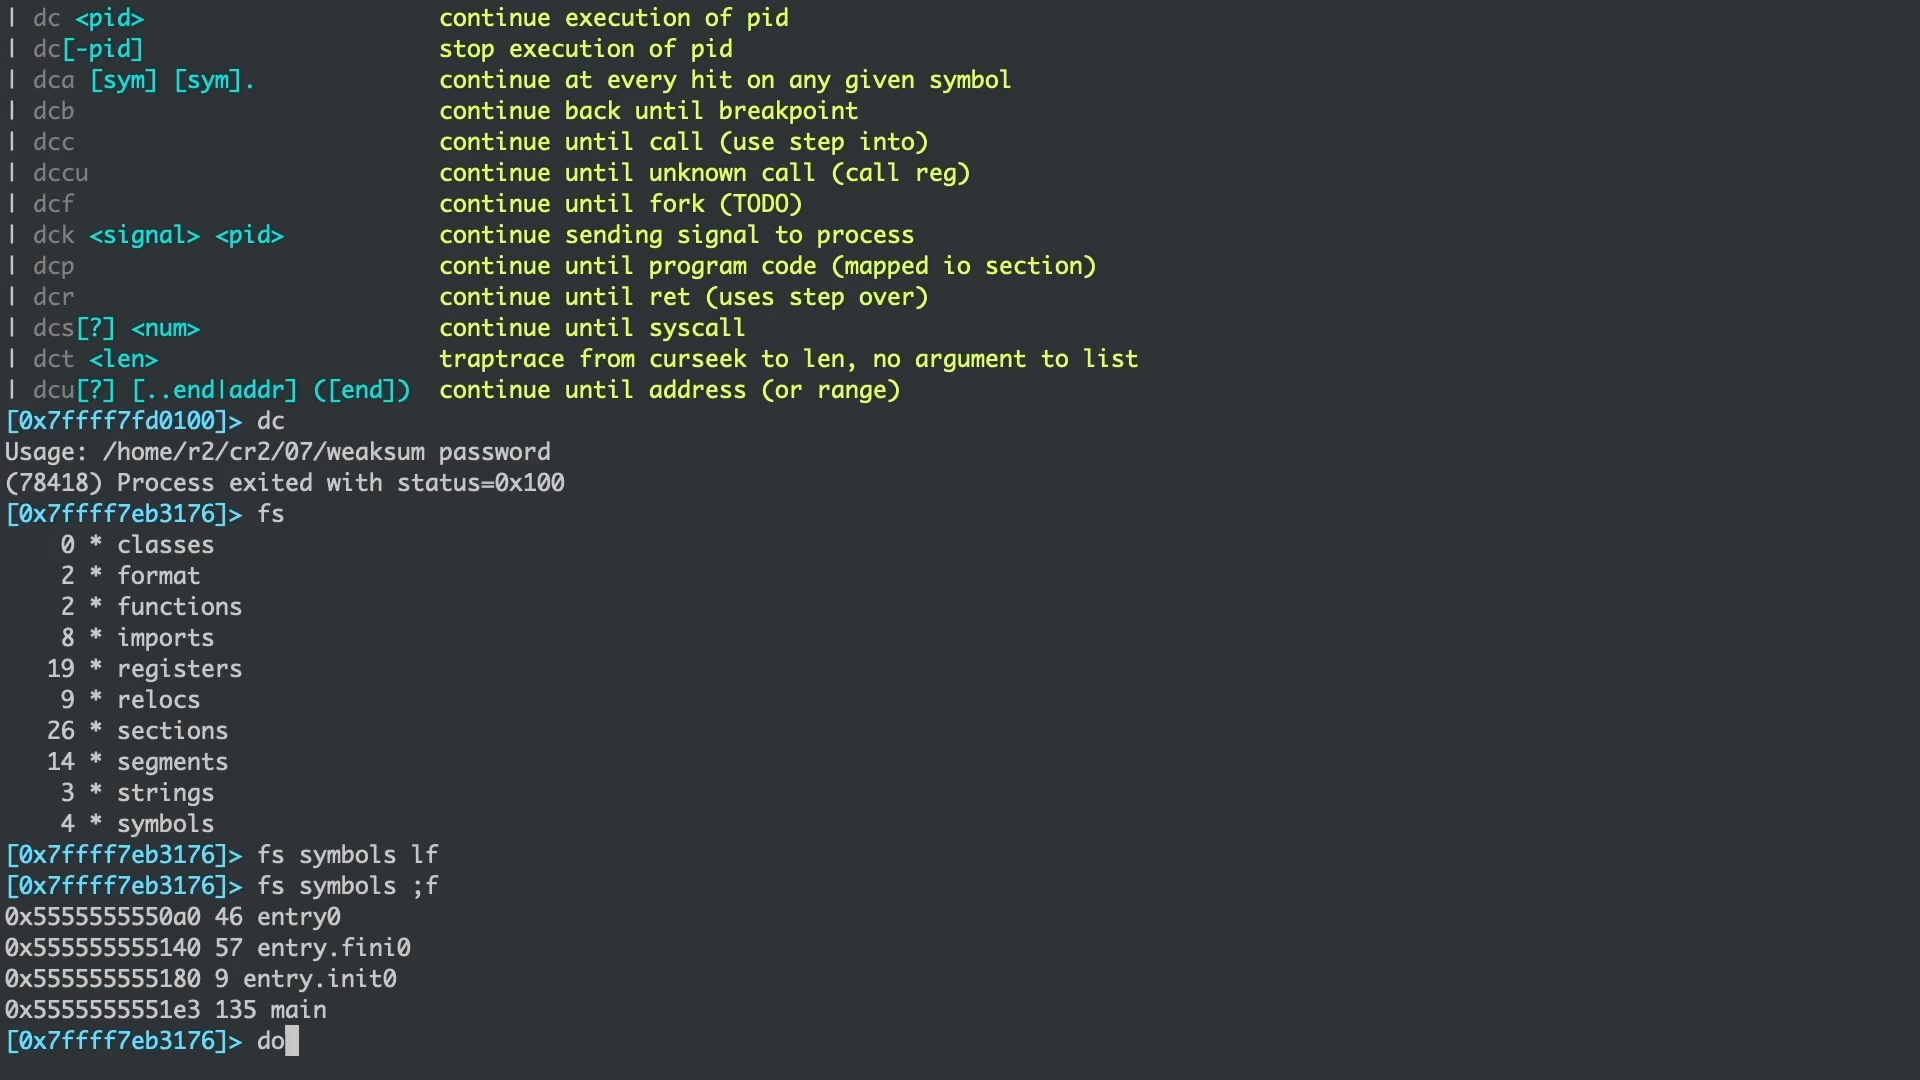 | dc <pid>                     continue execution of pid
| dc[-pid]                     stop execution of pid
| dca [sym] [sym].             continue at every hit on any given symbol
| dcb                          continue back until breakpoint
| dcc                          continue until call (use step into)
| dccu                         continue until unknown call (call reg)
| dcf                          continue until fork (TODO)
| dck <signal> <pid>           continue sending signal to process
| dcp                          continue until program code (mapped io section)
| dcr                          continue until ret (uses step over)
| dcs[?] <num>                 continue until syscall
| dct <len>                    traptrace from curseek to len, no argument to list
| dcu[?] [..end|addr] ([end])  continue until address (or range)
[0x7ffff7fd0100]> dc
Usage: /home/r2/cr2/07/weaksum password
(78418) Process exited with status=0x100
[0x7ffff7eb3176]> fs
    0 * classes
    2 * format
    2 * functions
    8 * imports
   19 * registers
    9 * relocs
   26 * sections
   14 * segments
    3 * strings
    4 * symbols
[0x7ffff7eb3176]> fs symbols lf
[0x7ffff7eb3176]> fs symbols ;f
0x5555555550a0 46 entry0
0x555555555140 57 entry.fini0
0x555555555180 9 entry.init0
0x5555555551e3 135 main
[0x7ffff7eb3176]> do